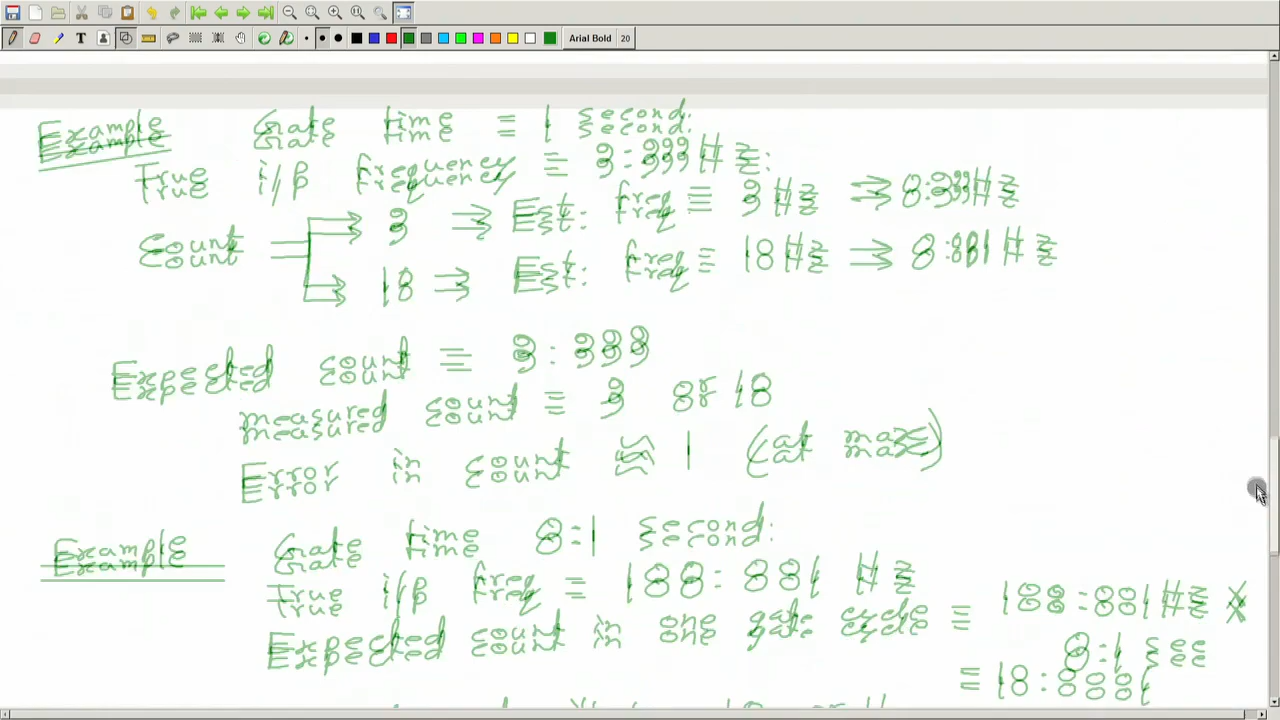 Arial Bold 20
Example Gate time = 1 second.
True i/p frequency = 9.999 Hz.
Count → 9 ⇒ Est. freq = 9 Hz ⇒ 0.999 Hz
→ 10 ⇒ Est. freq = 10 Hz ⇒ 0.001 Hz
Expected count = 9.999
measured count = 9 or 10
Error in count ≈ 1 (at max)
Example Gate time 0.1 second.
True i/p freq = 100.001 Hz
Expected count in one gate cycle = 100.001 Hz X
0.1 sec
= 10.0001